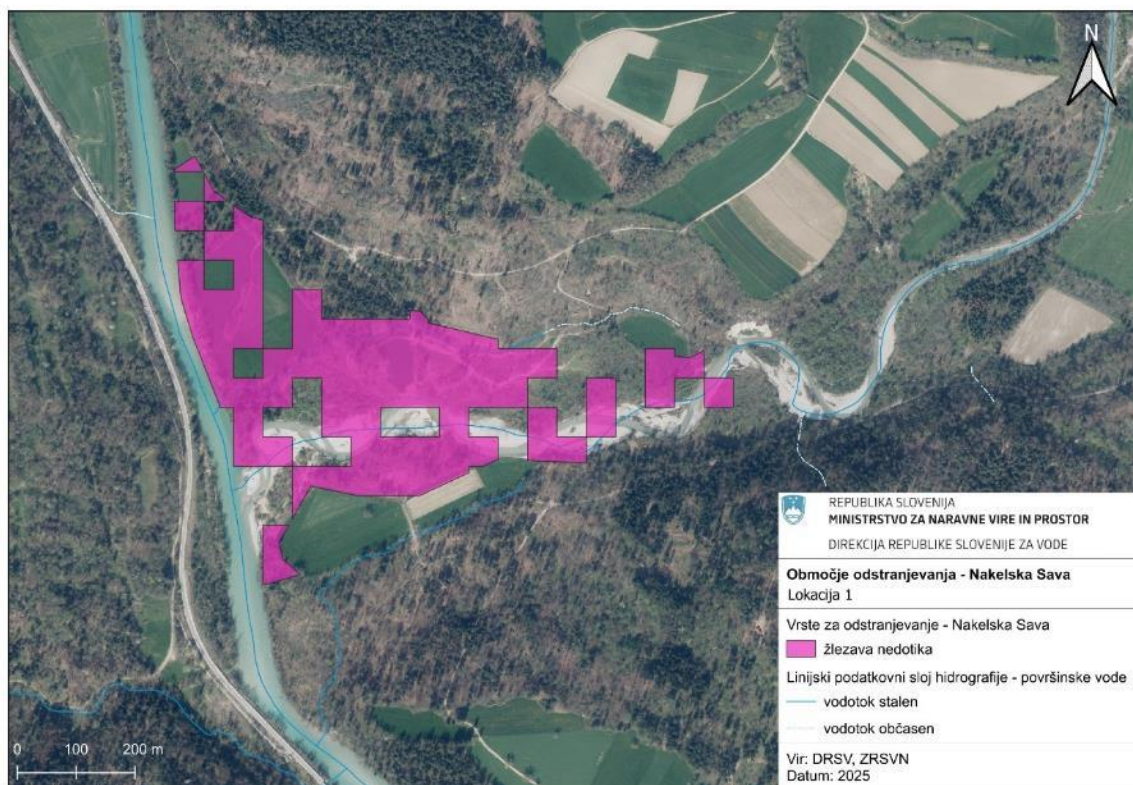 N
REPUBLIKA SLOVENIJA
MINISTRSTVO ZA NARAVNE VIRE IN PROSTOR
DIREKCIJA REPUBLIKE SLOVENIJE ZA VODE
Območje odstranjevanja - Nakelska Sava
Lokacija 1
Vrste za odstranjevanje - Nakelska Sava
žlezava nedotika
Linijski podatkovni sloj hidrografije - površinske vode
vodotok stalen
vodotok občasen
Vir: DRSV, ZRSVN
Datum: 2025
0 100 200 m